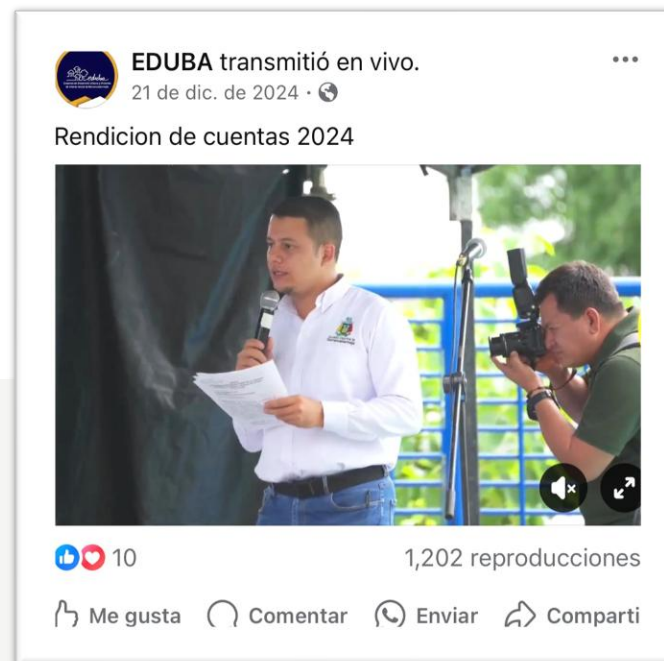 EDUBA transmitió en vivo.
21 de dic. de 2024 ·
Rendicion de cuentas 2024
10
1,202 reproducciones
Me gusta
Comentar
Enviar
Comparti